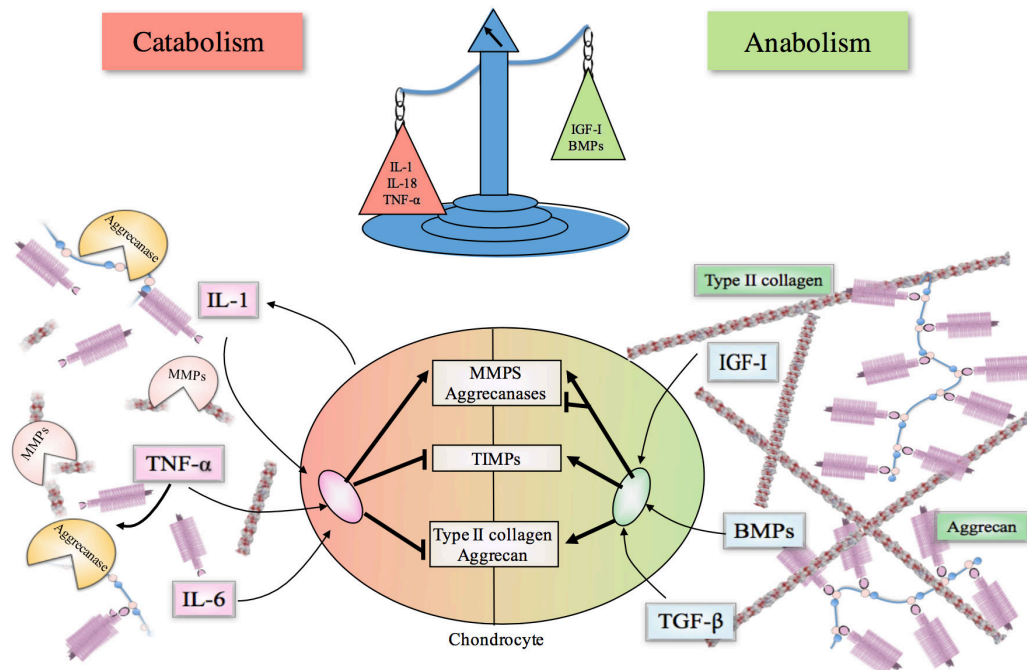 Catabolism
Anabolism
IGF-I
BMPs
IL-1
IL-18
TNF-α
Aggrecanase
IL-1
Type II collagen
MMPs
IGF-I
MMPS
Aggrecanases
MMPs
TNF-α
TIMPs
Aggrecanase
Type II collagen
Aggrecan
BMPs
Aggrecan
IL-6
TGF-β
Chondrocyte